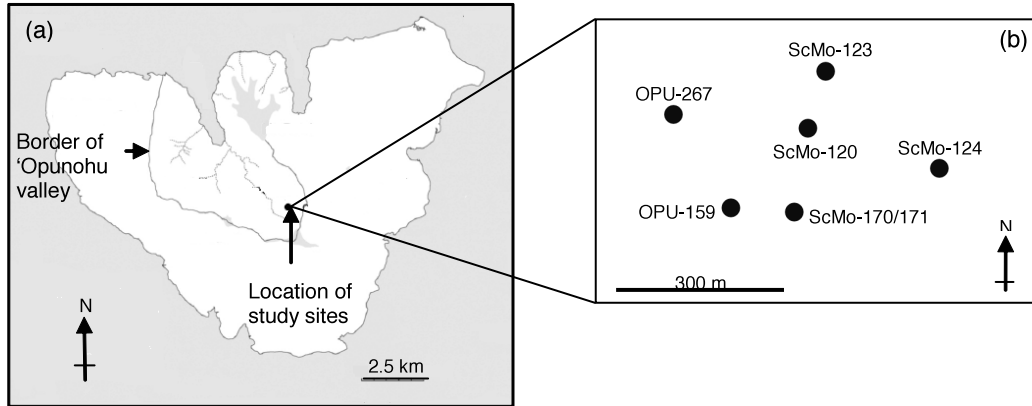 (a)
Border of
‘Opunohu
valley
Location of
study sites
N
2.5 km
(b)
ScMo-123
OPU-267
ScMo-120
ScMo-124
OPU-159
ScMo-170/171
N
300 m